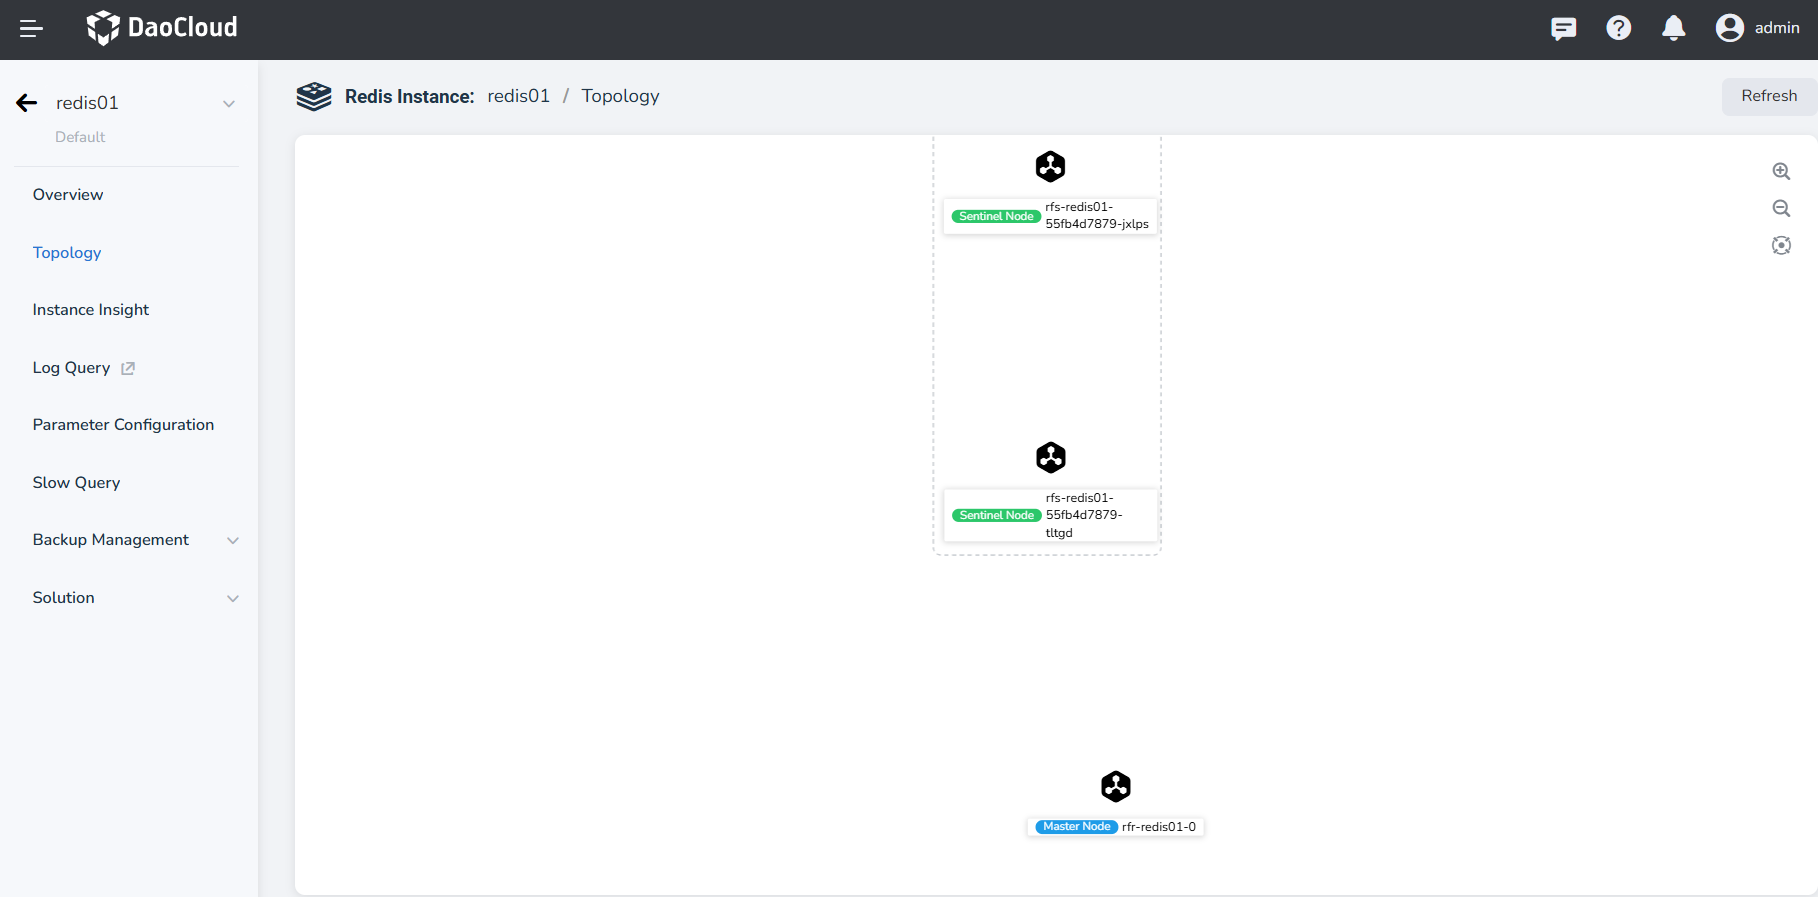 DaoCloud
admin
redis01
Default
Overview
Topology
Instance Insight
Log Query
Parameter Configuration
Slow Query
Backup Management
Solution
Redis Instance: redis01 / Topology
Refresh
Sentinel Node
rfs-redis01-
55fb4d7879-jxlps
Sentinel Node
rfs-redis01-
55fb4d7879-
tltgd
Master Node rfr-redis01-0